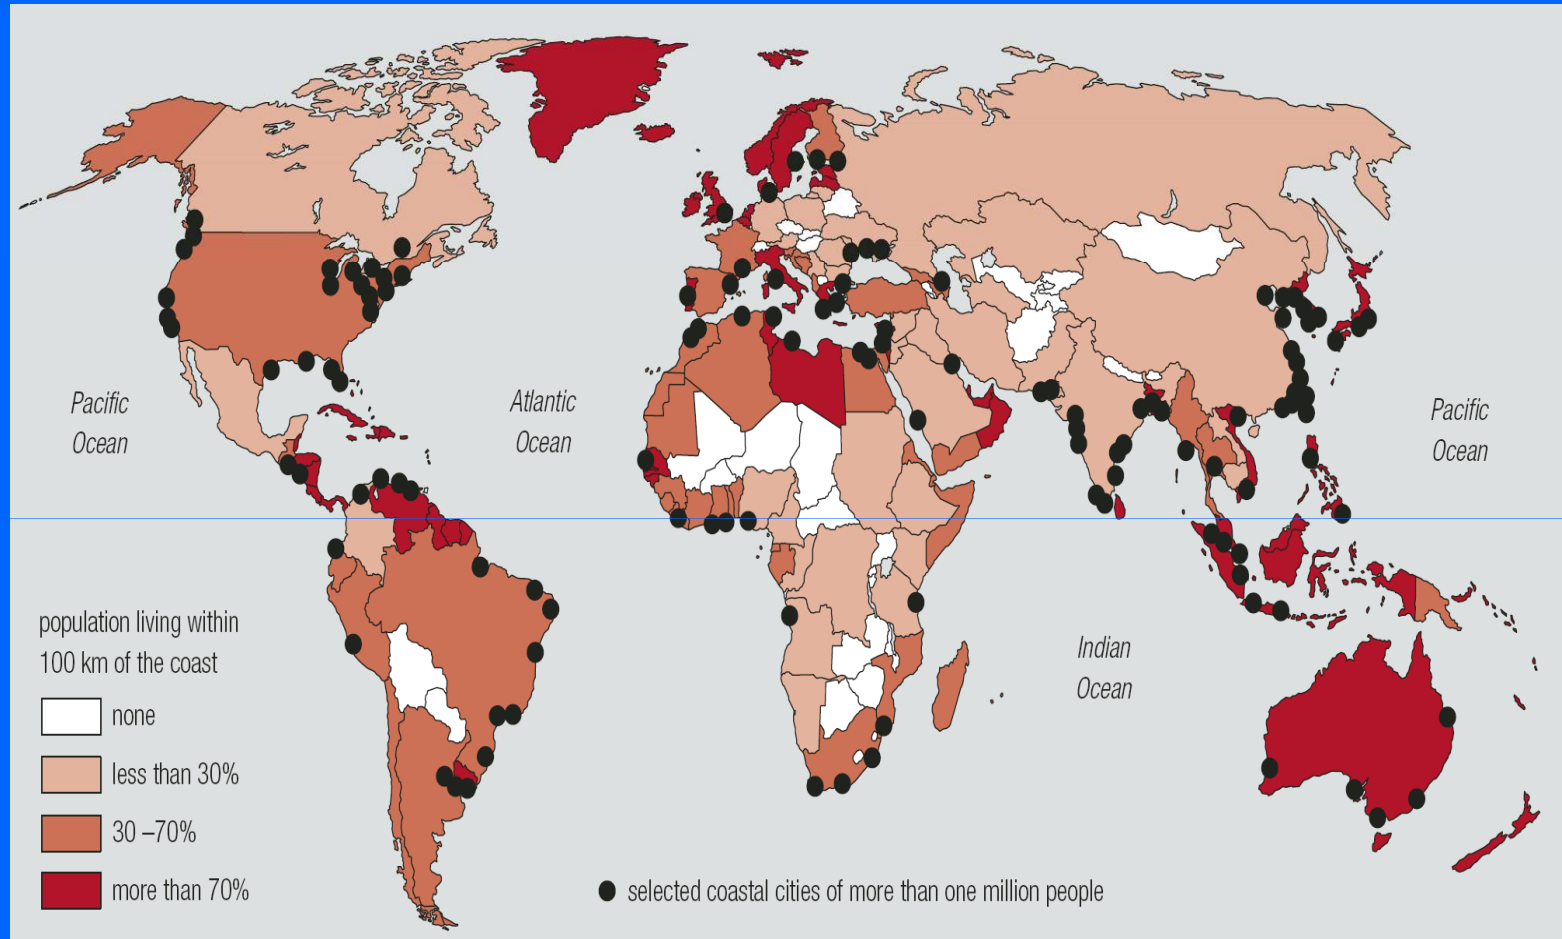 Pacific
Ocean
Atlantic
Ocean
Pacific
Ocean
Indian
Ocean
population living within
100 km of the coast
none
less than 30%
30 –70%
more than 70%
selected coastal cities of more than one million people